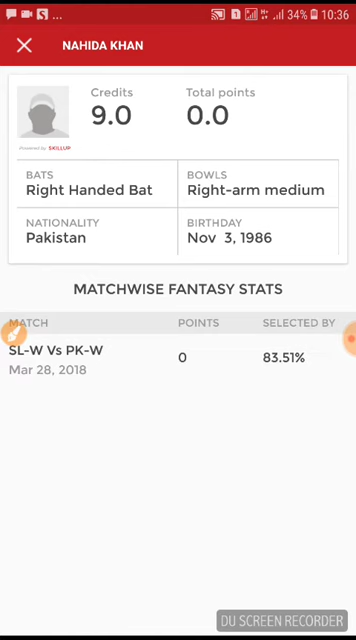 ... 34% 10:36
NAHIDA KHAN
Credits Total points
9.0 0.0
powered by SKILLUP
BATS BOWLS
Right Handed Bat Right-arm medium
NATIONALITY BIRTHDAY
Pakistan Nov 3, 1986
MATCHWISE FANTASY STATS
MATCH POINTS SELECTED BY
SL-W Vs PK-W 0 83.51%
Mar 28, 2018
DU SCREEN RECORDER